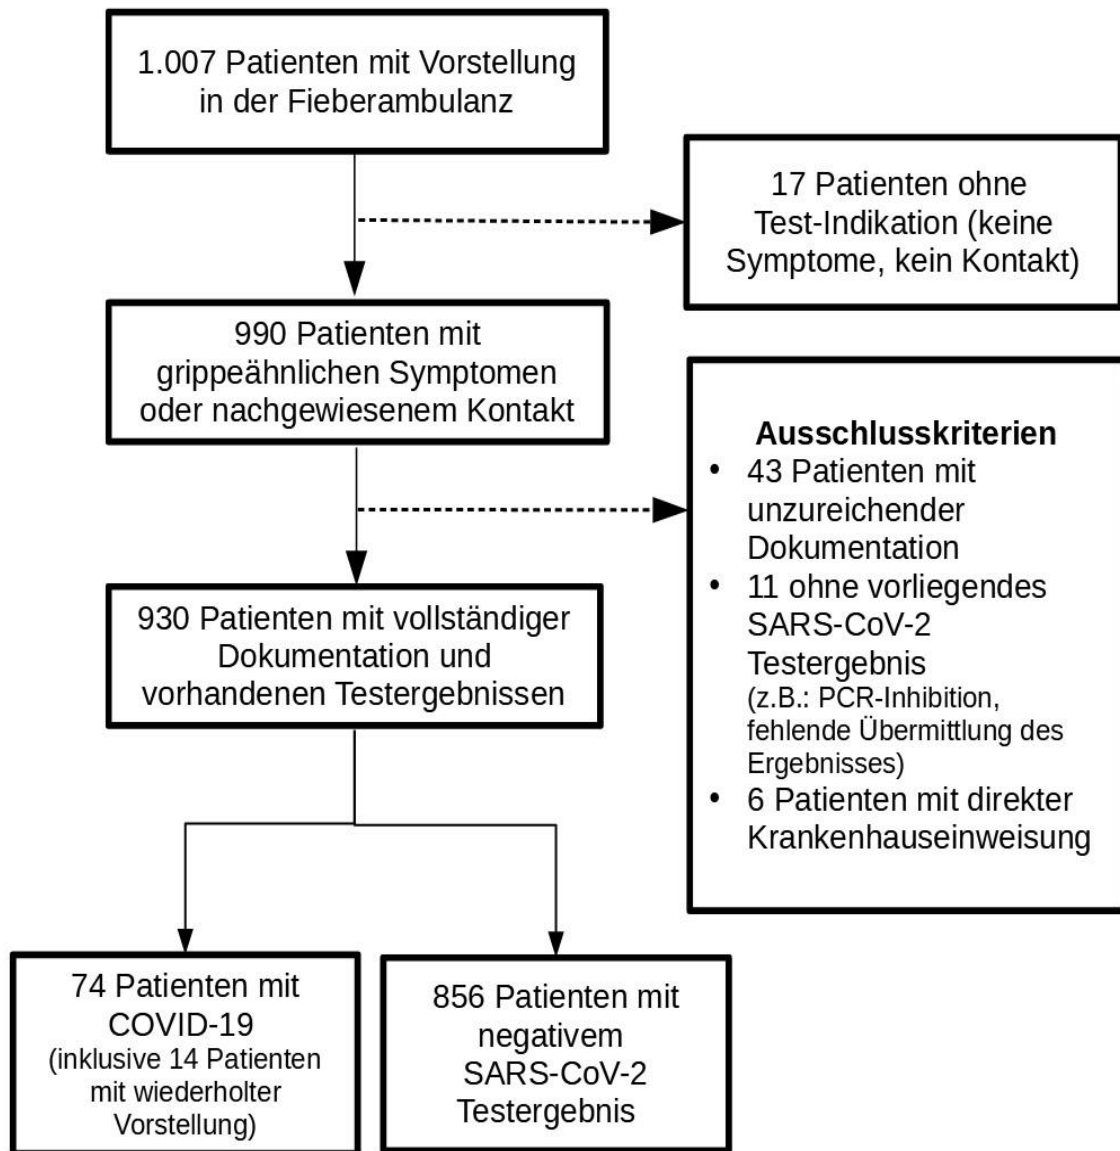 1.007 Patienten mit Vorstellung
in der Fieberambulanz
17 Patienten ohne
Test-Indikation (keine
Symptome, kein Kontakt)
990 Patienten mit
grippeähnlichen Symptomen
oder nachgewiesenem Kontakt
Ausschlusskriterien
• 43 Patienten mit
unzureichender
Dokumentation
• 11 ohne vorliegendes
SARS-CoV-2
Testergebnis
(z.B.: PCR-Inhibition,
fehlende Übermittlung des
Ergebnisses)
• 6 Patienten mit direkter
Krankenhauseinweisung
930 Patienten mit vollständiger
Dokumentation und
vorhandenen Testergebnissen
74 Patienten mit
COVID-19
(inklusive 14 Patienten
mit wiederholter
Vorstellung)
856 Patienten mit
negativem
SARS-CoV-2
Testergebnis